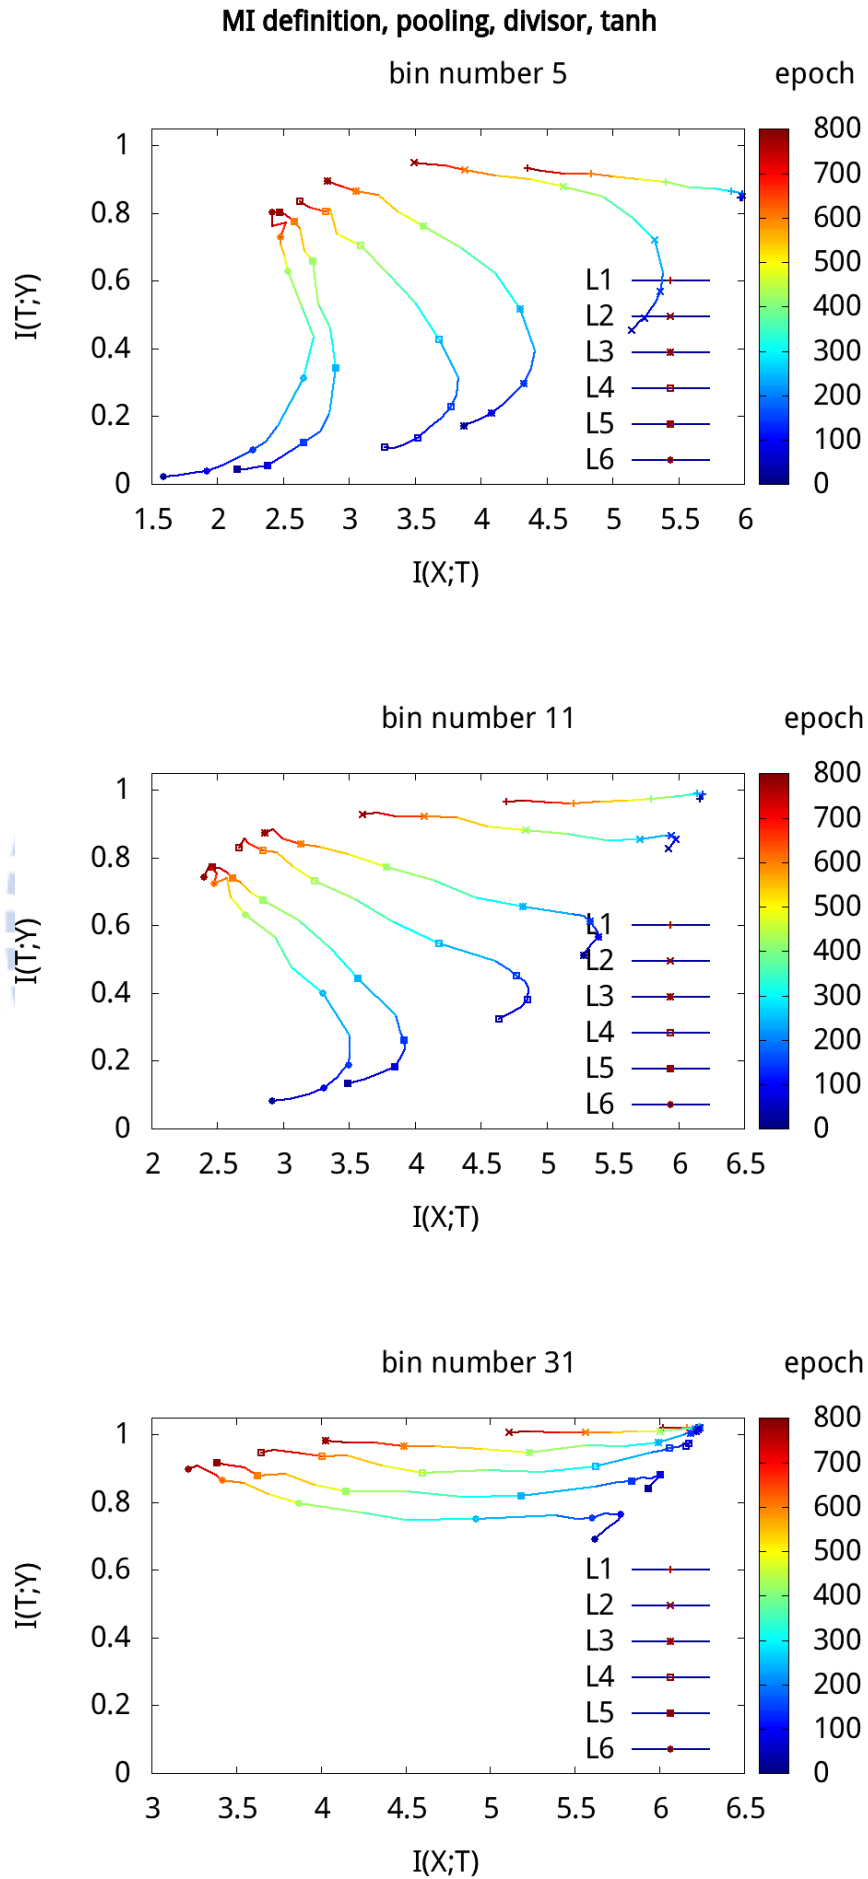 MI definition, pooling, divisor, tanh
bin number 5
epoch
1
0.8
0.6
0.4
0.2
0
I(T;Y)
L1
L2
L3
L4
L5
L6
800
700
600
500
400
300
200
100
0
1.5 2 2.5 3 3.5 4 4.5 5 5.5 6
I(X;T)
bin number 11
epoch
1
0.8
0.6
0.4
0.2
0
I(T;Y)
L1
L2
L3
L4
L5
L6
800
700
600
500
400
300
200
100
0
2 2.5 3 3.5 4 4.5 5 5.5 6 6.5
I(X;T)
bin number 31
epoch
1
0.8
0.6
0.4
0.2
0
I(T;Y)
L1
L2
L3
L4
L5
L6
800
700
600
500
400
300
200
100
0
3 3.5 4 4.5 5 5.5 6 6.5
I(X;T)